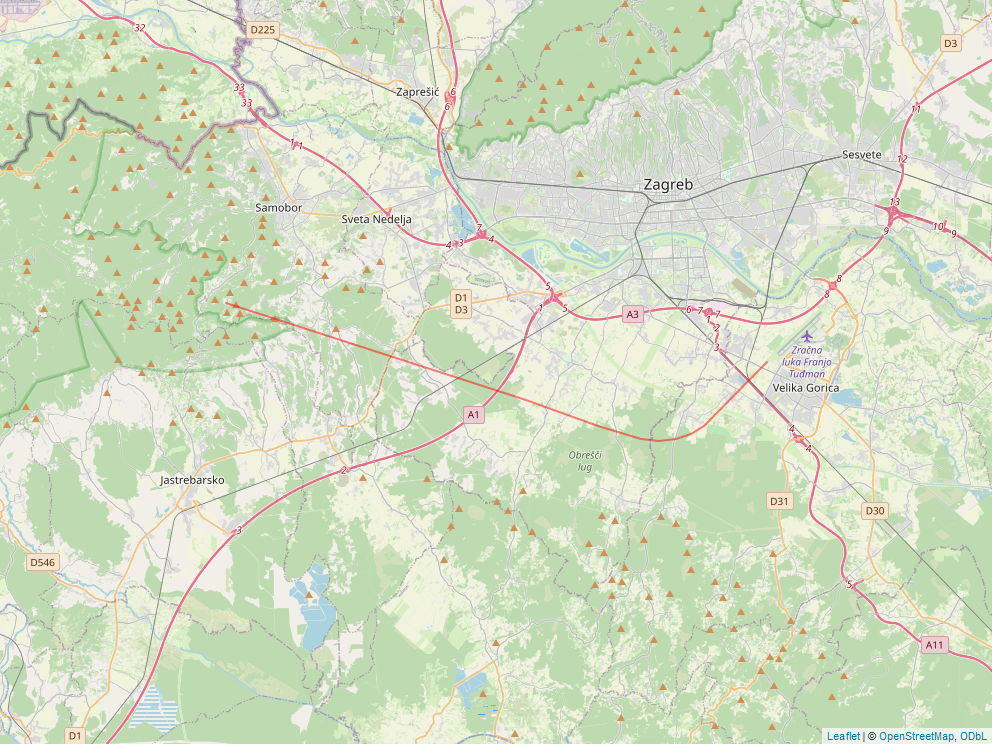 32
D225
D3
Zaprešić
6
6
33
33
11
1
1
Sesvete
12
Zagreb
Samobor
Sveta Nedelja
13
10
9
9
7
4
3
4
5
8
8
D1
D3
1
5
A3
6
7
7
1
2
3
Zračna
luka Franjo
Tuđman
Velika Gorica
A1
4
4
Obrešči
lug
2
Jastrebarsko
D31
D30
3
D546
5
A11
D1
Leaflet | © OpenStreetMap, ODbL